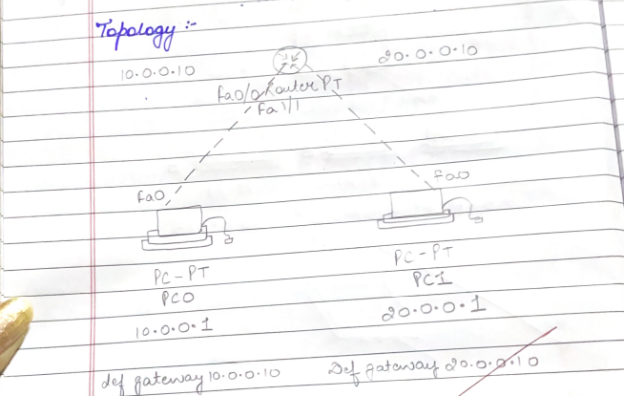 Topology :-
10.0.0.10
20.0.0.10
Fa0/0 Router PT
Fa 1/1
Fa0
Fa0
PC-PT
PC0
10.0.0.1
PC-PT
PC1
20.0.0.1
def gateway 10.0.0.10
Def gateway 20.0.0.10